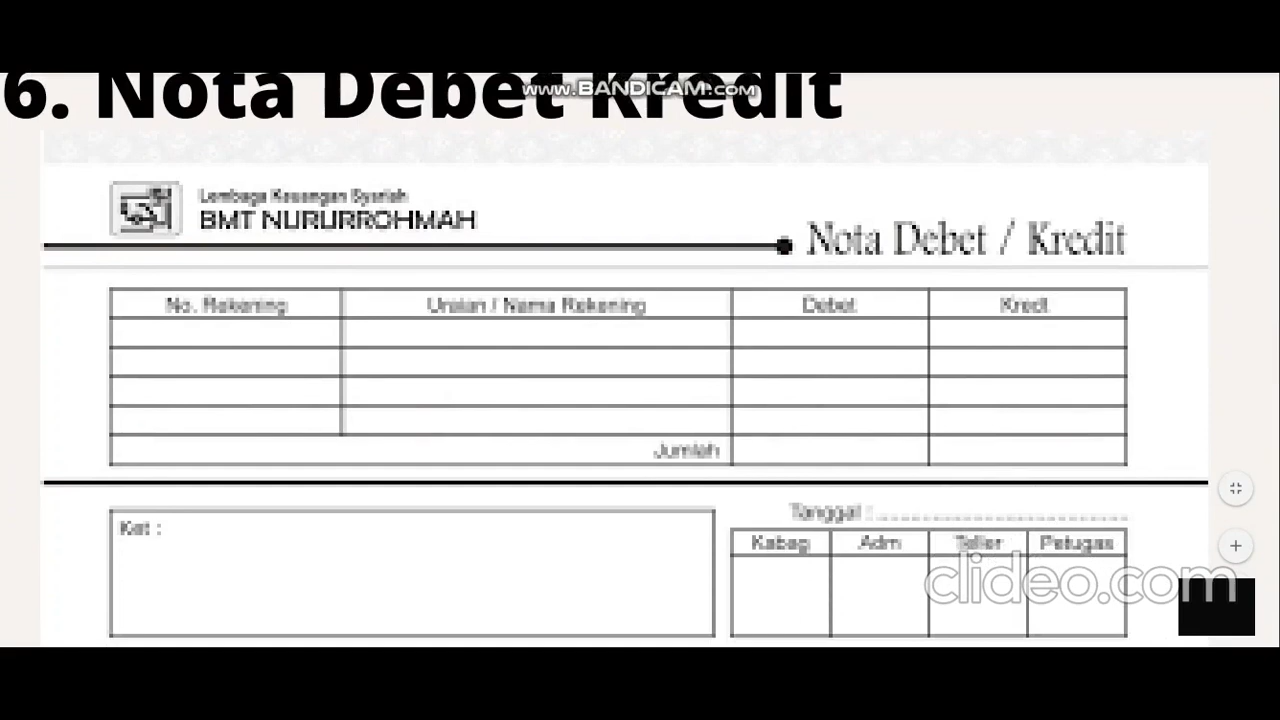 6. Nota Debet Kredit
www.BANDICAM.com
Lembaga Keuangan Syariah
BMT NURURROHMAH
Nota Debet / Kredit
No. Rekening Uraian / Nama Rekening Debet Kredt
Jumlah
Ket :
Tanggal :
Kabag Adm Teller Petugas
clideo.com